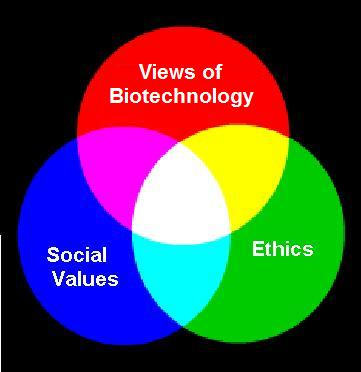 Views of
Biotechnology
Social
Values
Ethics